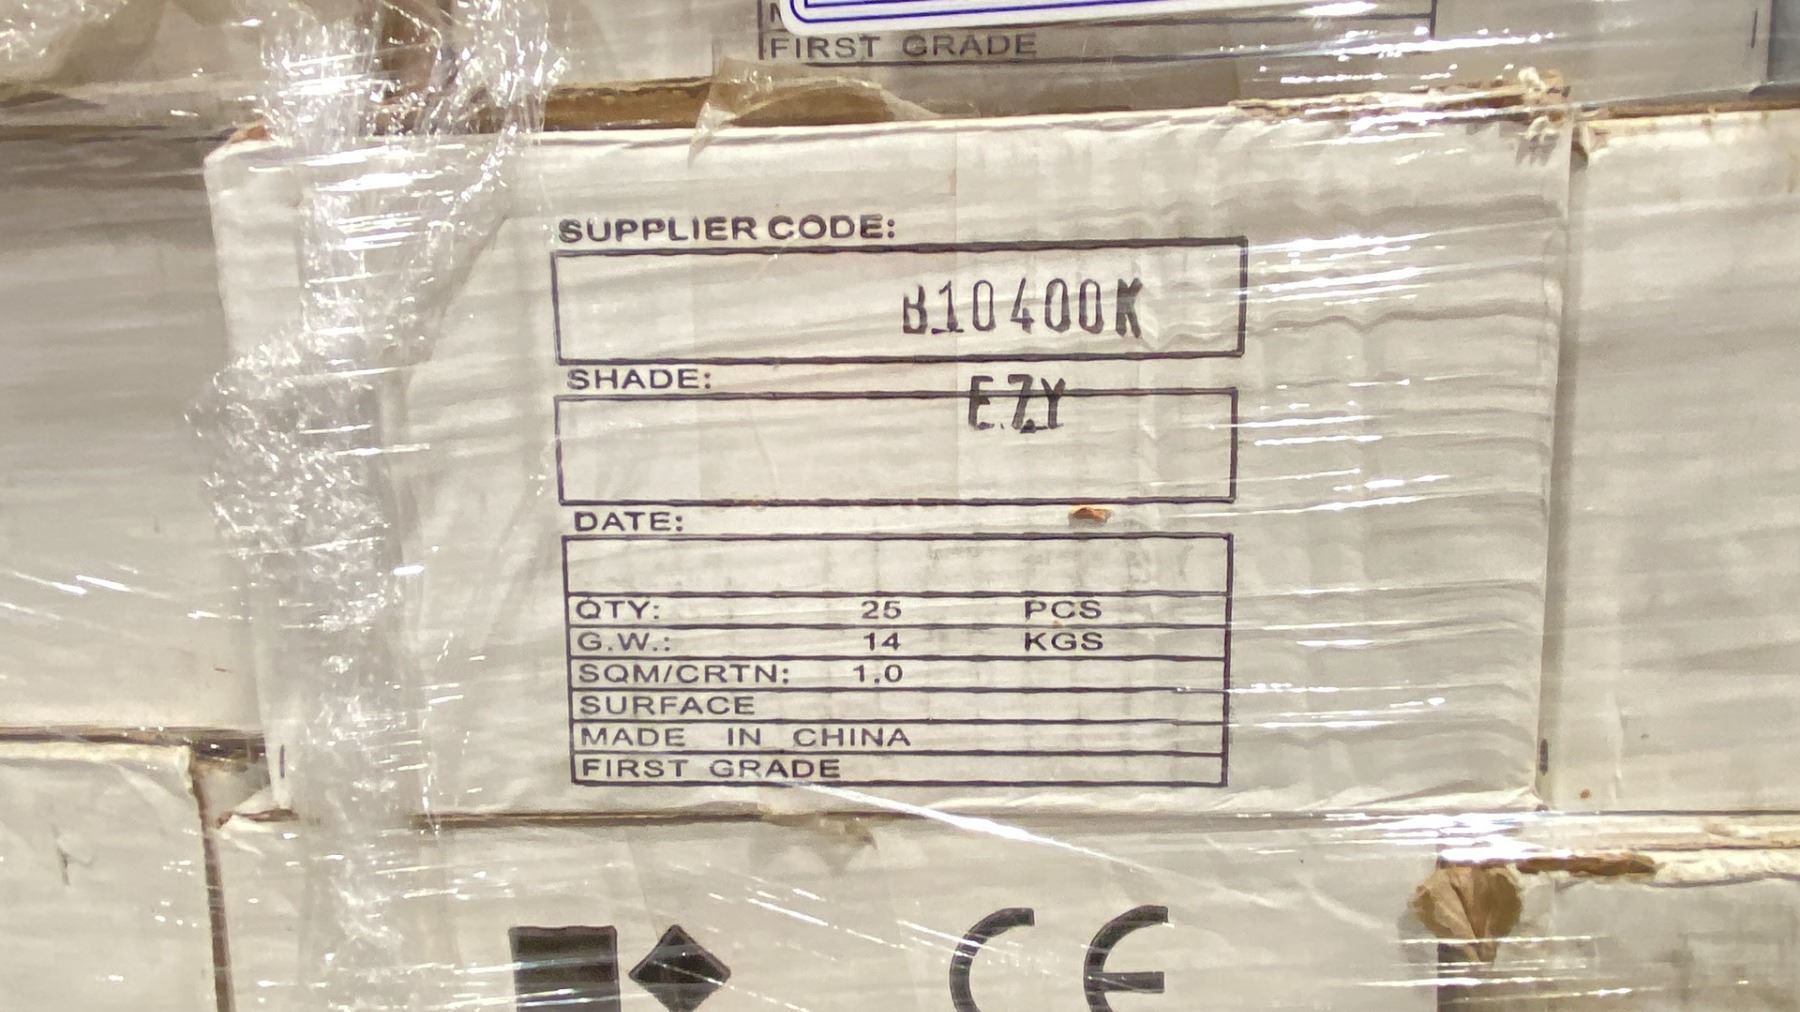 FIRST GRADE
SUPPLIER CODE:
B10400K
SHADE:
EZY
DATE:
QTY: 25 PCS
G.W.: 14 KGS
SQM/CRTN: 1.0
SURFACE
MADE IN CHINA
FIRST GRADE
CE